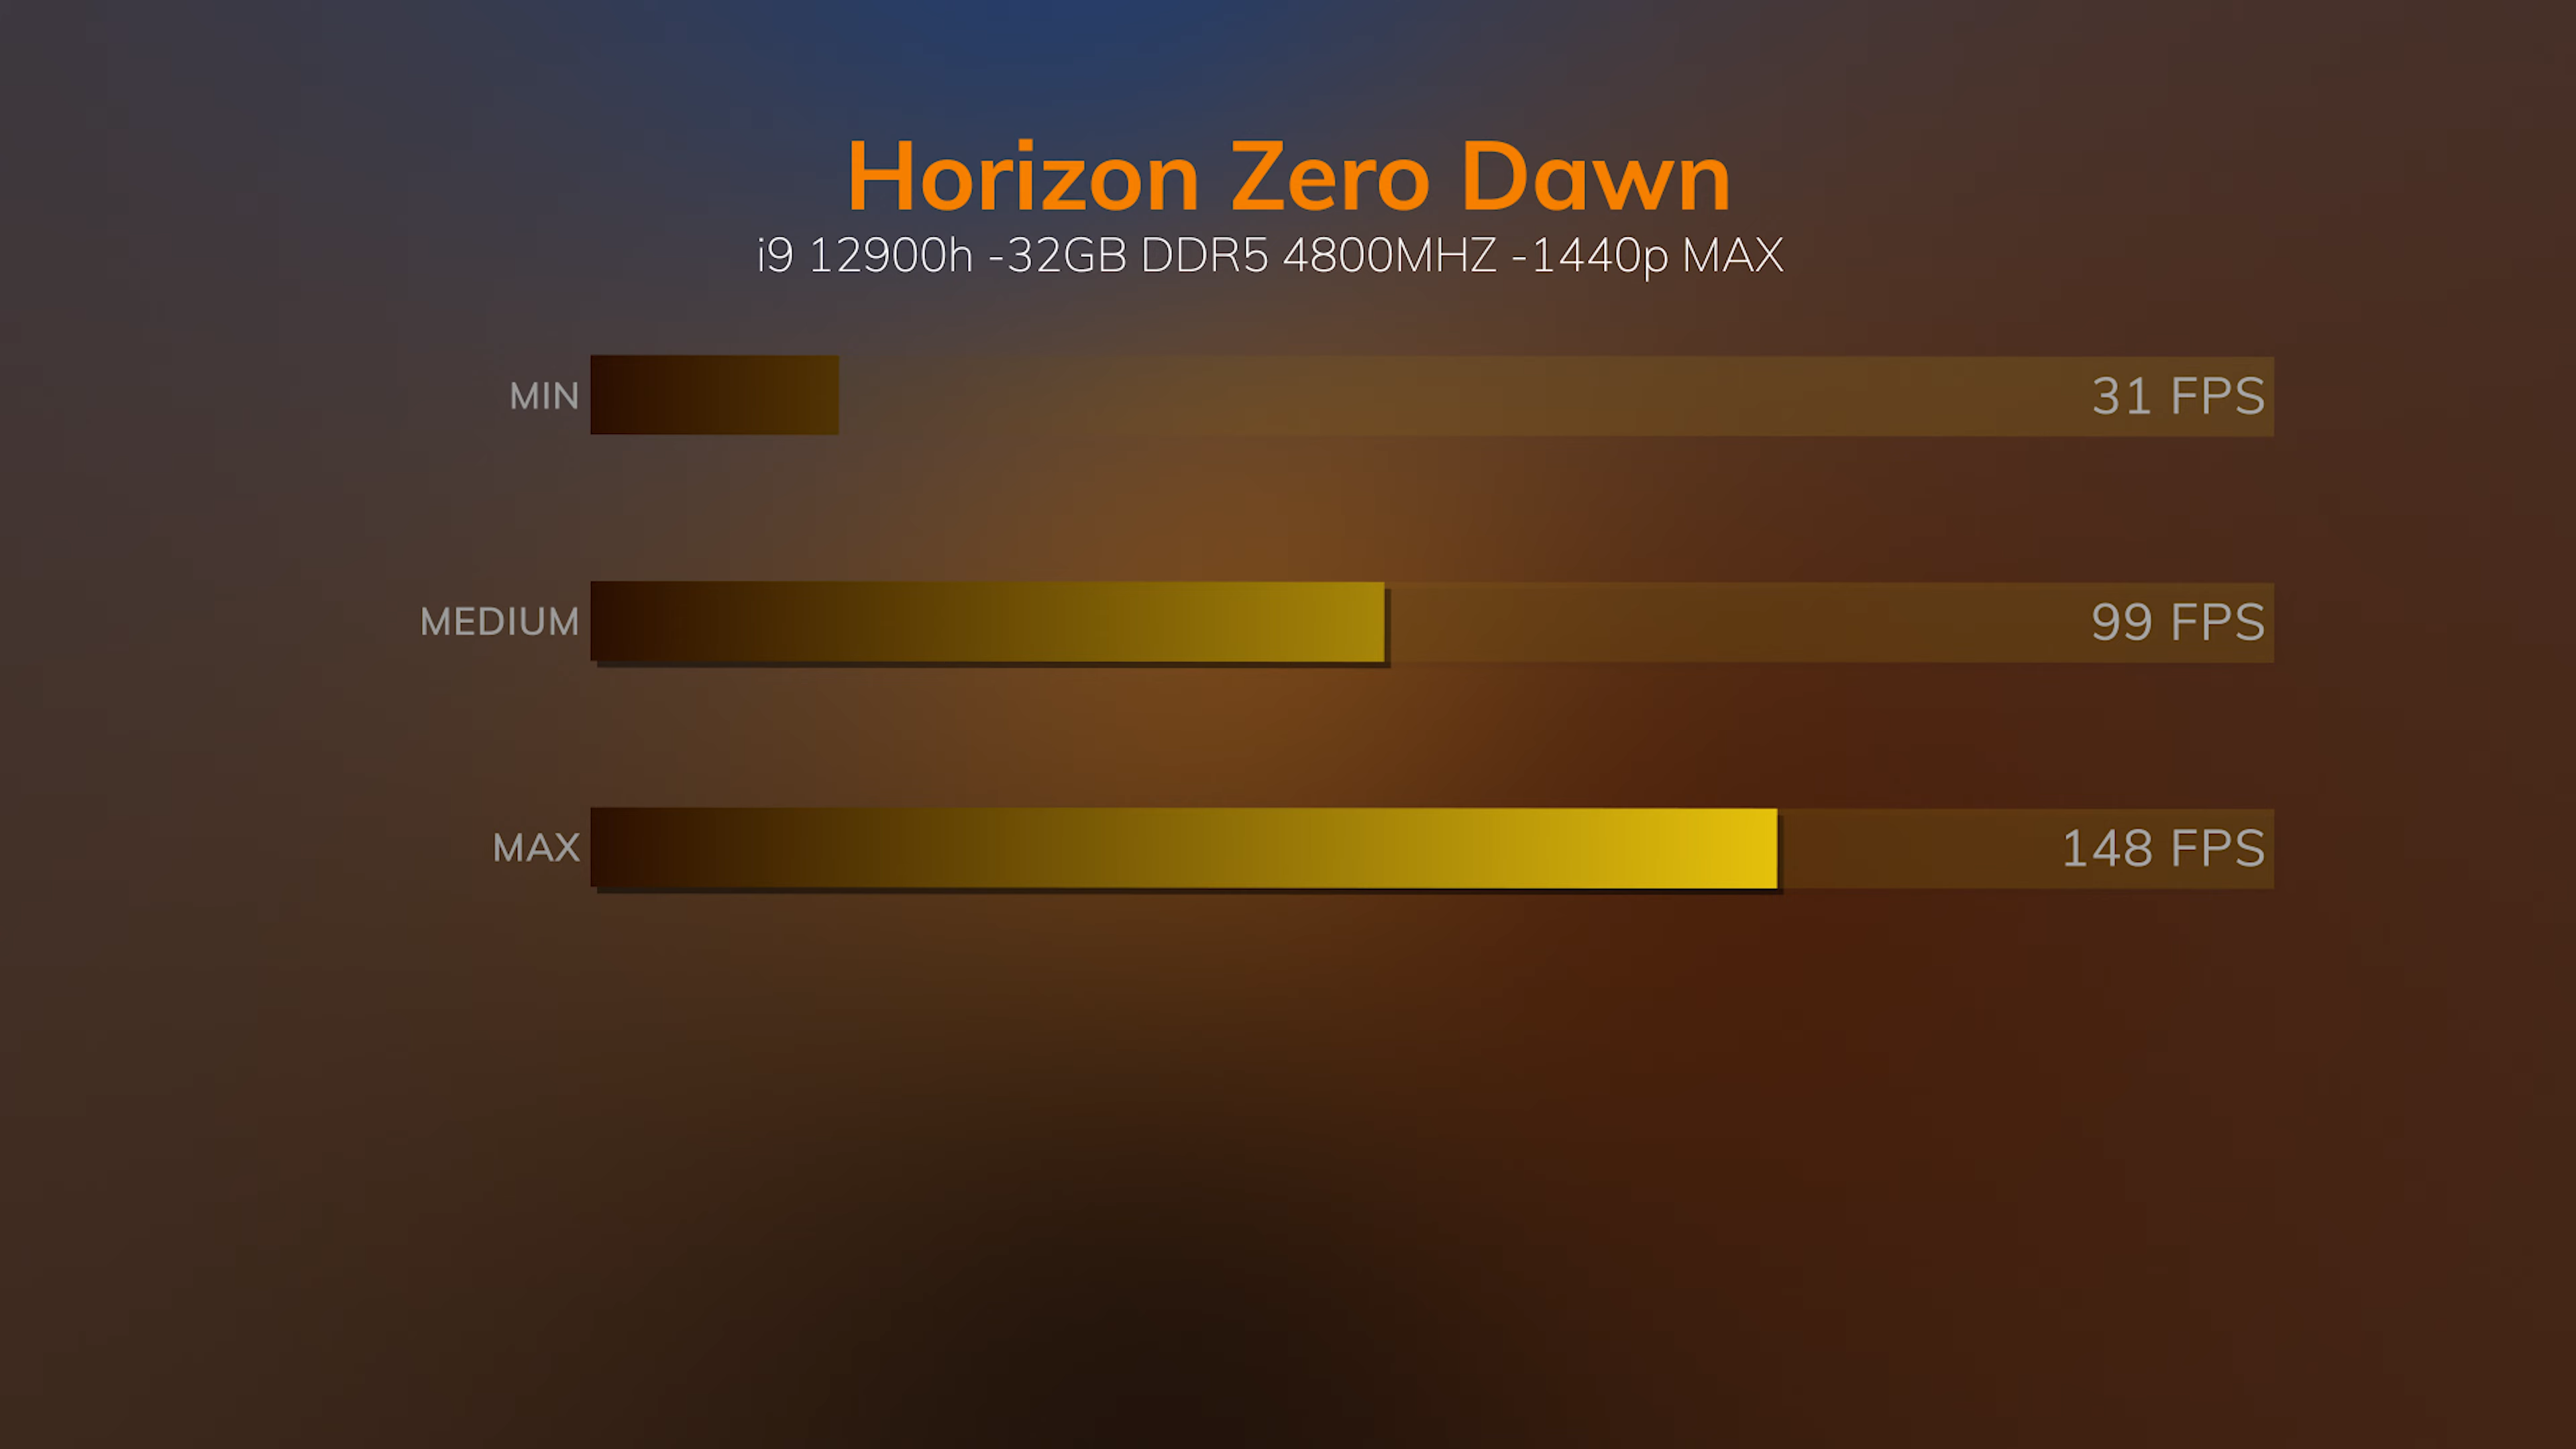 Horizon Zero Dawn
i9 12900h -32GB DDR5 4800MHZ -1440p MAX
MIN 31 FPS
MEDIUM 99 FPS
MAX 148 FPS